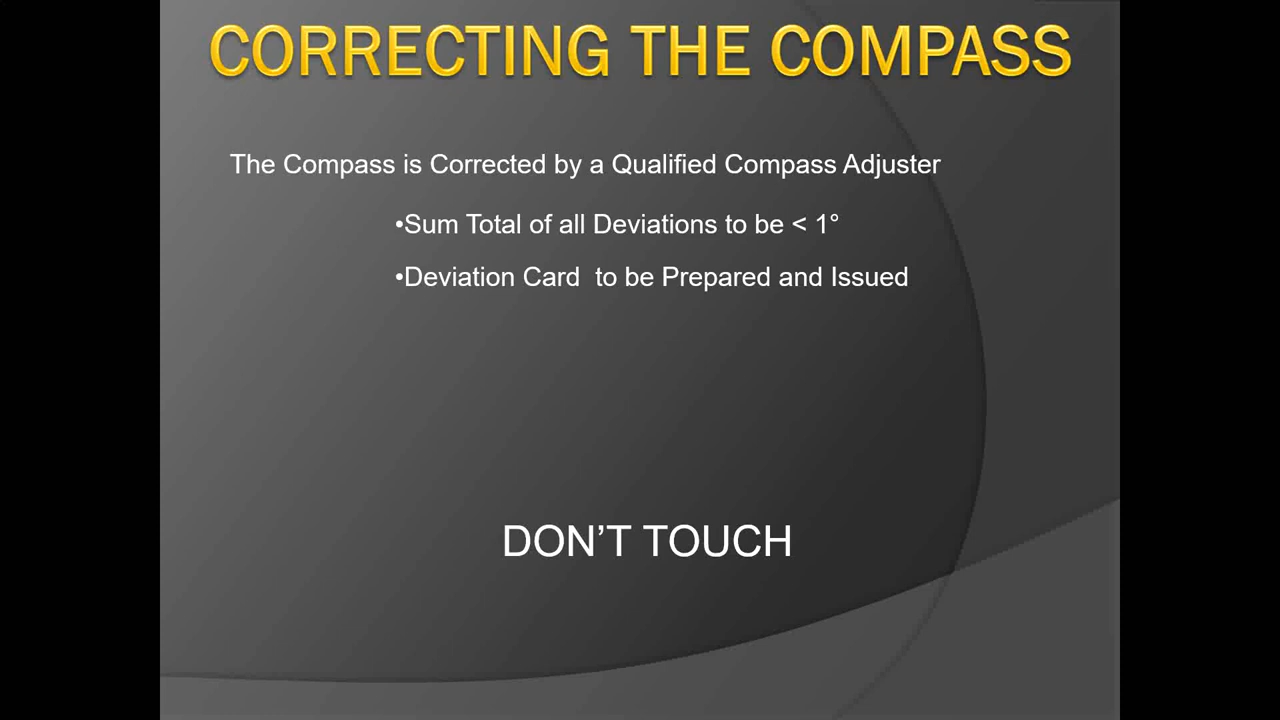 CORRECTING THE COMPASS
The Compass is Corrected by a Qualified Compass Adjuster
•Sum Total of all Deviations to be < 1°
•Deviation Card  to be Prepared and Issued
DON’T TOUCH